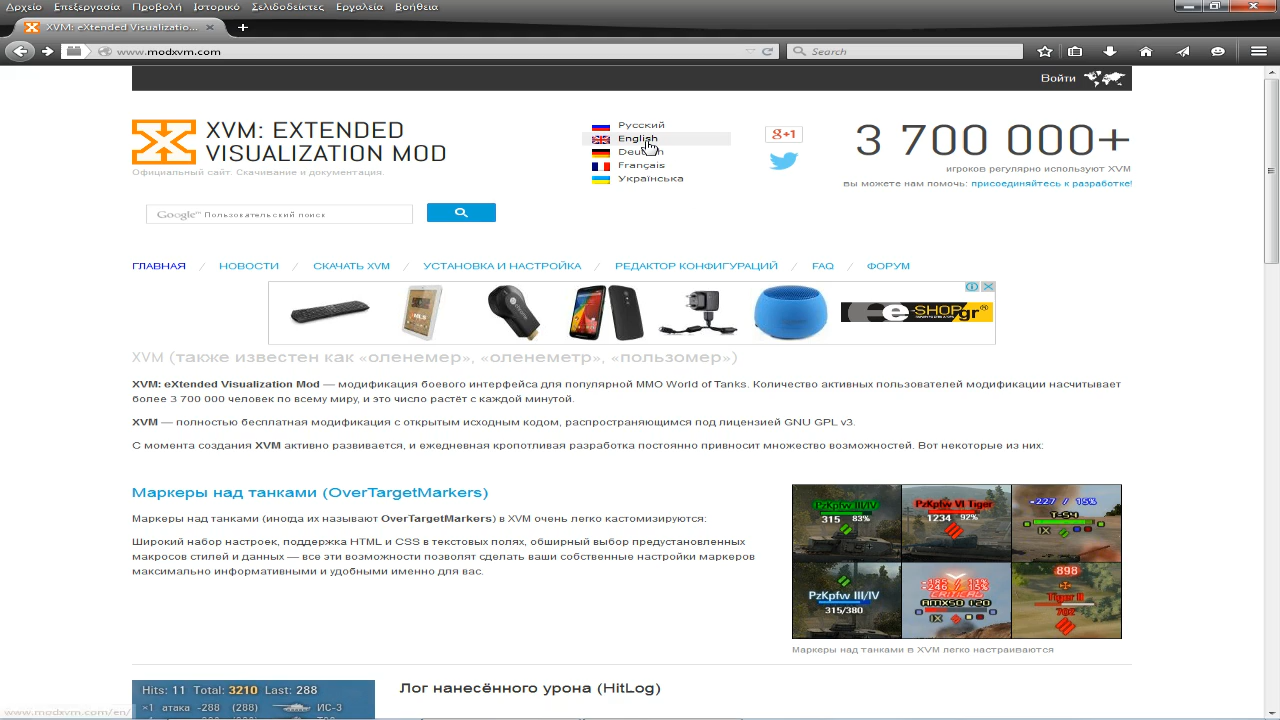 Αρχείο Επεξεργασία Προβολή Ιστορικό Σελιδοδείκτες Εργαλεία Βοήθεια
XVM: eXtended Visualizatio...
www.modxvm.com
Search
Войти
XVM: EXTENDED
VISUALIZATION MOD
Официальный сайт. Скачивание и документация.
Русский
English
Deutsch
Français
Українська
g+1
3 700 000+
игроков регулярно используют XVM
вы можете нам помочь: присоединяйтесь к разработке!
Google™ Пользовательский поиск
ГЛАВНАЯ / НОВОСТИ / СКАЧАТЬ XVM / УСТАНОВКА И НАСТРОЙКА / РЕДАКТОР КОНФИГУРАЦИЙ / FAQ / ФОРУМ
e-SHOP.gr®
XVM (также известен как «оленемер», «оленеметр», «пользомер»)
XVM: eXtended Visualization Mod — модификация боевого интерфейса для популярной MMO World of Tanks. Количество активных пользователей модификации насчитывает
более 3 700 000 человек по всему миру, и это число растёт с каждой минутой.
XVM — полностью бесплатная модификация с открытым исходным кодом, распространяющимся под лицензией GNU GPL v3.
С момента создания XVM активно развивается, и ежедневная кропотливая разработка постоянно привносит множество возможностей. Вот некоторые из них:
Маркеры над танками (OverTargetMarkers)
Маркеры над танками (иногда их называют OverTargetMarkers) в XVM очень легко кастомизируются:
Широкий набор настроек, поддержка HTML и CSS в текстовых полях, обширный выбор предустановленных
макросов стилей и данных — все эти возможности позволят сделать ваши собственные настройки маркеров
максимально информативными и удобными именно для вас.
PzKpfw III/IV
315 83%
PzKpfw VI Tiger
1234 92%
-227 / 15%
T-54
IX
PzKpfw III/IV
315/380
-246 / 15%
CRITICAL
AMX50 120
IX
898
Tiger II
702
Маркеры над танками в XVM легко настраиваются
Hits: 11 Total: 3210 Last: 288
×1 атака -288 (288) ИС-3
Лог нанесённого урона (HitLog)
www.modxvm.com/en/